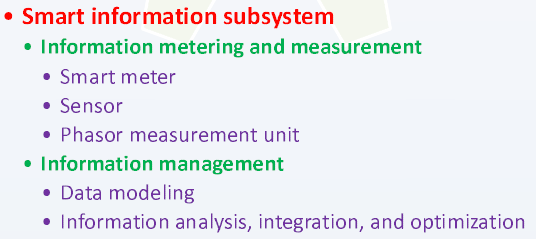 • Smart information subsystem
• Information metering and measurement
• Smart meter
• Sensor
• Phasor measurement unit
• Information management
• Data modeling
• Information analysis, integration, and optimization